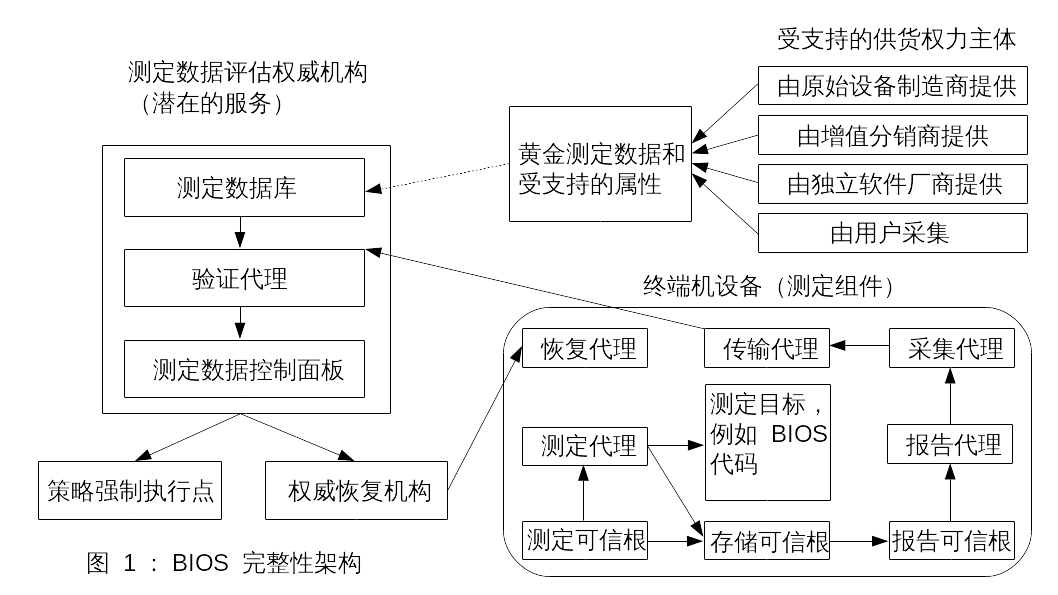 受支持的供货权力主体
由原始设备制造商提供
由增值分销商提供
由独立软件厂商提供
由用户采集
测定数据评估权威机构
（潜在的服务）
黄金测定数据和
受支持的属性
测定数据库
验证代理
测定数据控制面板
策略强制执行点
权威恢复机构
终端机设备（测定组件）
恢复代理
传输代理
采集代理
测定目标，
例如 BIOS
代码
测定代理
报告代理
测定可信根
存储可信根
报告可信根
图 1 ：BIOS 完整性架构